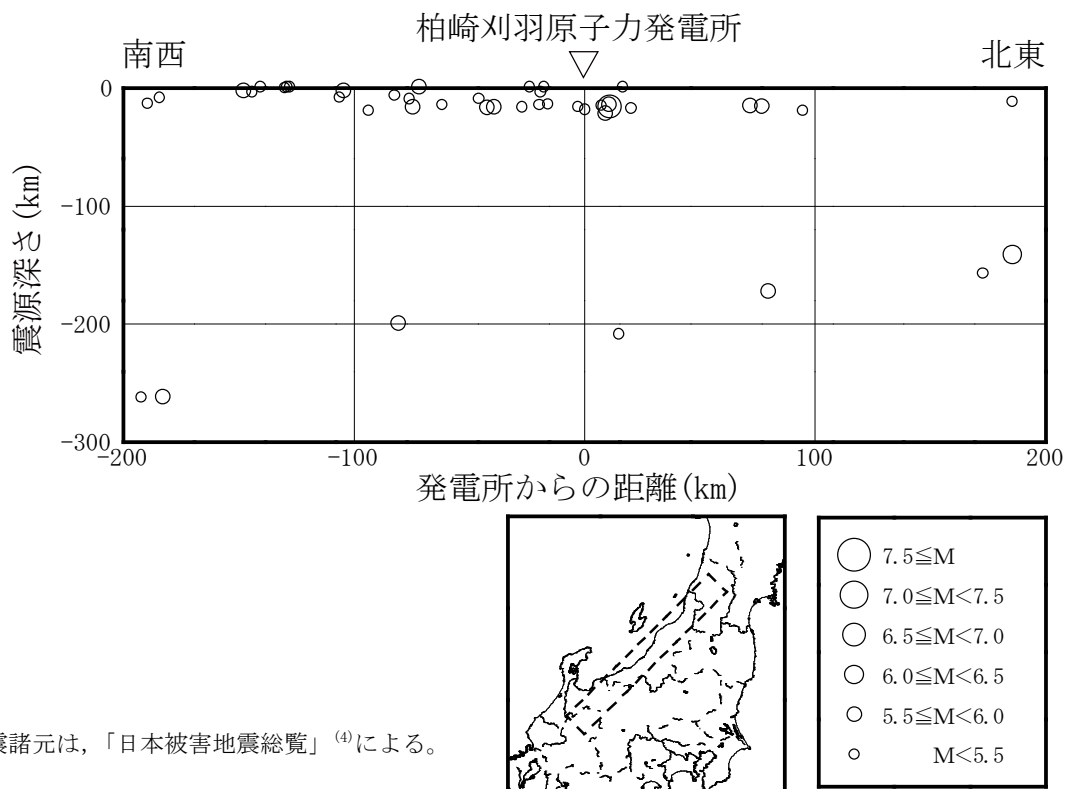 柏崎刈羽原子力発電所
南西
北東
0
-100
-200
-300
震源深さ(km)
-200
-100
0
100
200
発電所からの距離(km)
7.5≦M
7.0≦M<7.5
6.5≦M<7.0
6.0≦M<6.5
5.5≦M<6.0
M<5.5
震諸元は，「日本被害地震総覧」(4)による。